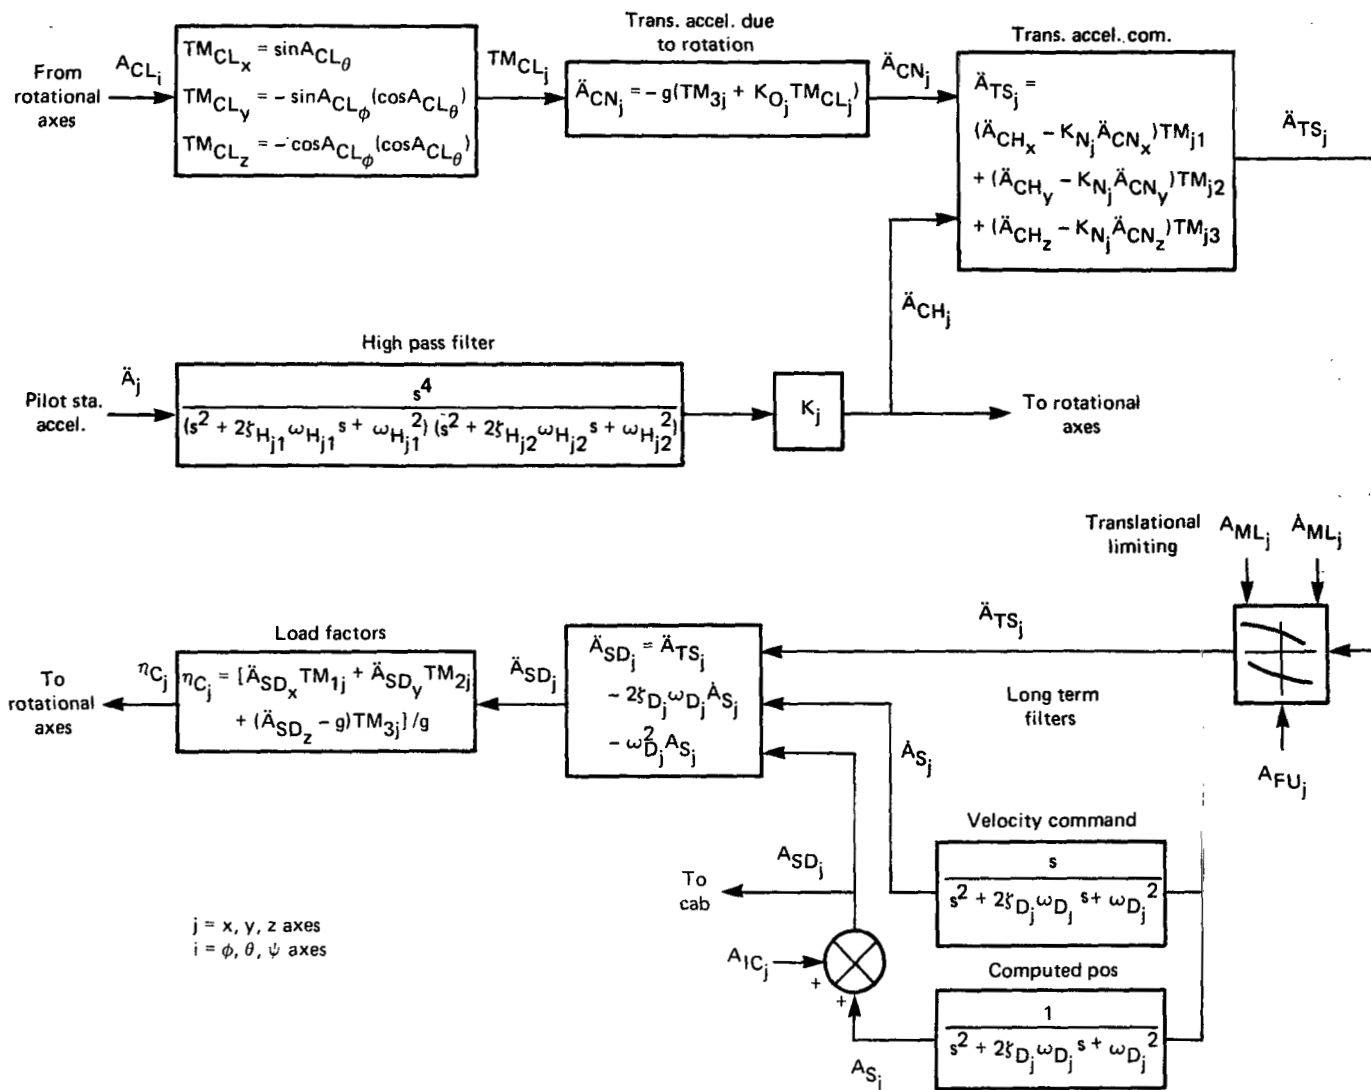 From rotational axes
A_CL_i
TM_CL_x = sinA_CL_θ
TM_CL_y = – sinA_CL_ϕ (cosA_CL_θ)
TM_CL_z = – cosA_CL_ϕ (cosA_CL_θ)
TM_CL_j
Trans. accel. due to rotation
Ä_CN_j = – g(TM_3j + K_O_j TM_CL_j)
Ä_CN_j
Trans. accel. com.
Ä_TS_j =
(Ä_CH_x – K_N_j Ä_CN_x)TM_j1
+ (Ä_CH_y – K_N_j Ä_CN_y)TM_j2
+ (Ä_CH_z – K_N_j Ä_CN_z)TM_j3
Ä_TS_j
Ä_CH_j
High pass filter
Pilot sta. accel.
Ä_j
s^4
(s^2 + 2ζ_H_j1 ω_H_j1 s + ω_H_j1^2) (s^2 + 2ζ_H_j2 ω_H_j2 s + ω_H_j2^2)
K_j
To rotational axes
Translational limiting
A_ML_j
Ȧ_ML_j
A_FU_j
Ä_TS_j
Load factors
To rotational axes
η_C_j
η_C_j = [Ä_SD_x TM_1j + Ä_SD_y TM_2j
+ (Ä_SD_z – g)TM_3j]/g
Ä_SD_j
Ä_SD_j = Ä_TS_j
– 2ζ_D_j ω_D_j Ȧ_S_j
– ω_D_j^2 A_S_j
Long term filters
Ȧ_S_j
Velocity command
s
s^2 + 2ζ_D_j ω_D_j s + ω_D_j^2
A_SD_j
To cab
A_IC_j
+
+
Computed pos
1
s^2 + 2ζ_D_j ω_D_j s + ω_D_j^2
A_S_j
j = x, y, z axes
i = ϕ, θ, ψ axes